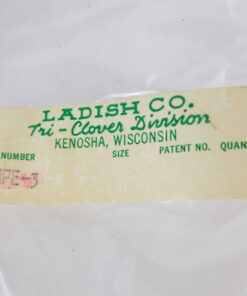 LADISH CO.
Tri-Clover Division
KENOSHA, WISCONSIN
NUMBER SIZE PATENT NO. QUAN